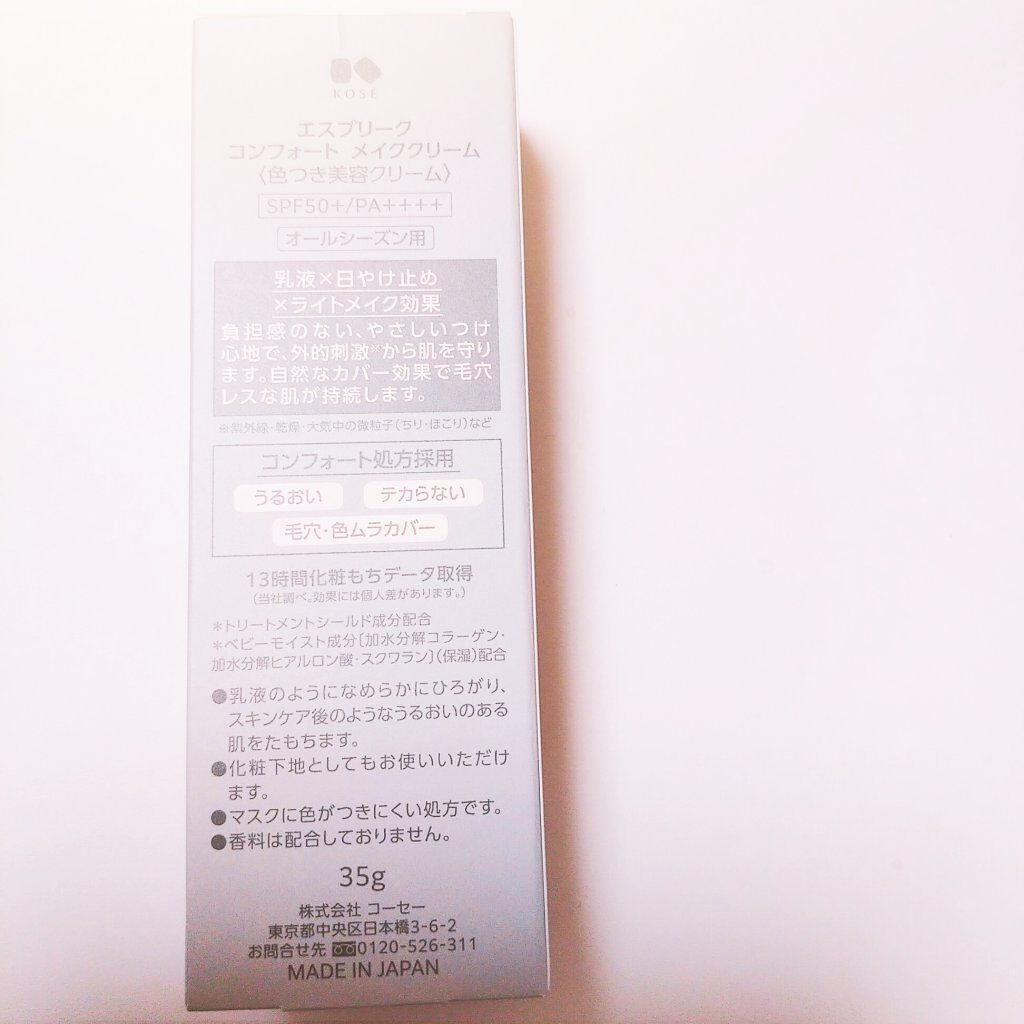 KOSÉ
エスプリーク
コンフォート メイククリーム
〈色つき美容クリーム〉
SPF50+/PA++++
オールシーズン用
乳液×日やけ止め
×ライトメイク効果
負担感のない、やさしいつけ
心地で、外的刺激※から肌を守り
ます。自然なカバー効果で毛穴
レスな肌が持続します。
※紫外線・乾燥・大気中の微粒子(ちり・ほこり)など
コンフォート処方採用
うるおい テカらない
毛穴・色ムラカバー
13時間化粧もちデータ取得
(当社調べ。効果には個人差があります。)
*トリートメントシールド成分配合
*ベビーモイスト成分〔加水分解コラーゲン・
加水分解ヒアルロン酸・スクワラン〕(保湿)配合
●乳液のようになめらかにひろがり、
スキンケア後のようなうるおいのある
肌をたもちます。
●化粧下地としてもお使いいただけ
ます。
●マスクに色がつきにくい処方です。
●香料は配合しておりません。
35g
株式会社 コーセー
東京都中央区日本橋3-6-2
お問合せ先 0120-526-311
MADE IN JAPAN